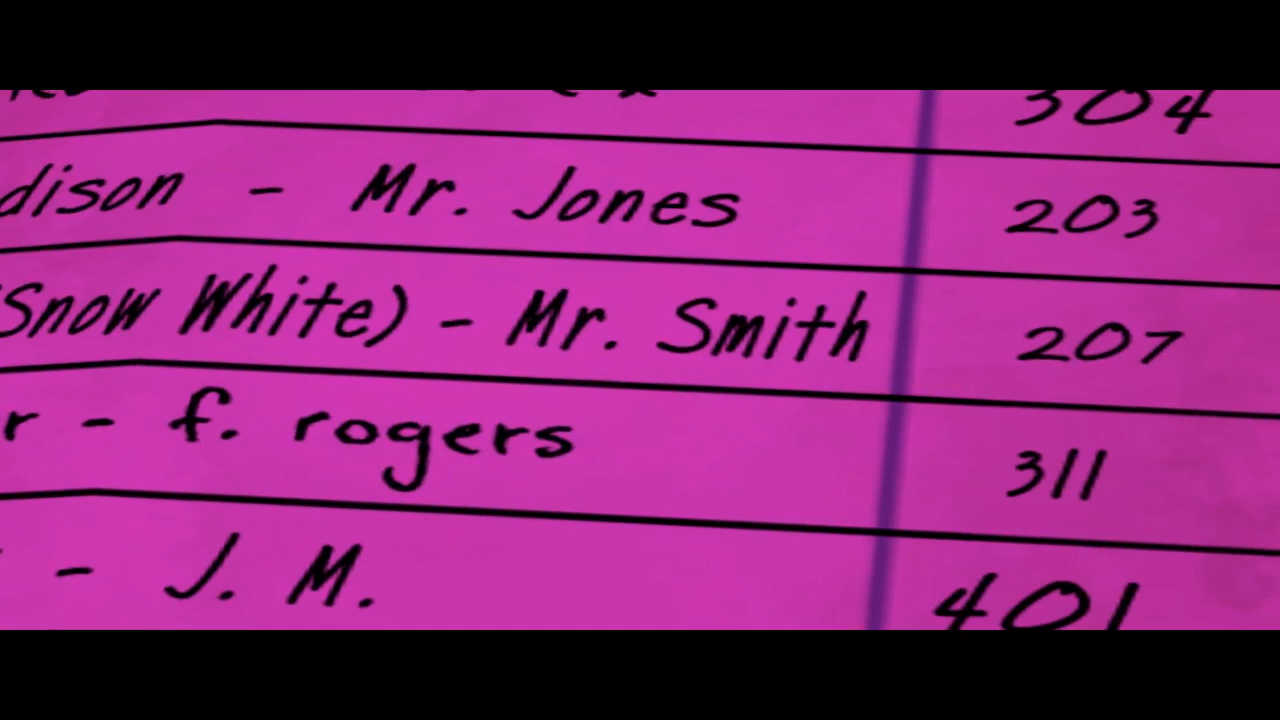 304
dison - Mr. Jones 203
(Snow White) - Mr. Smith 207
r - f. rogers 311
- J. M. 401